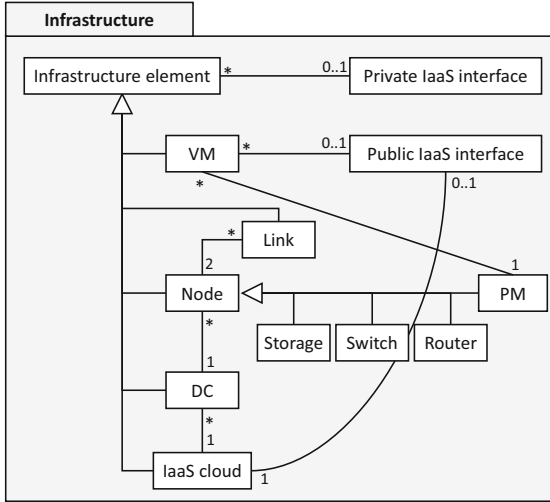 Infrastructure
Infrastructure element
*
0..1
Private IaaS interface
VM
*
0..1
Public IaaS interface
*
0..1
*
Link
2
1
Node
PM
*
Storage
Switch
Router
1
DC
*
1
IaaS cloud
1